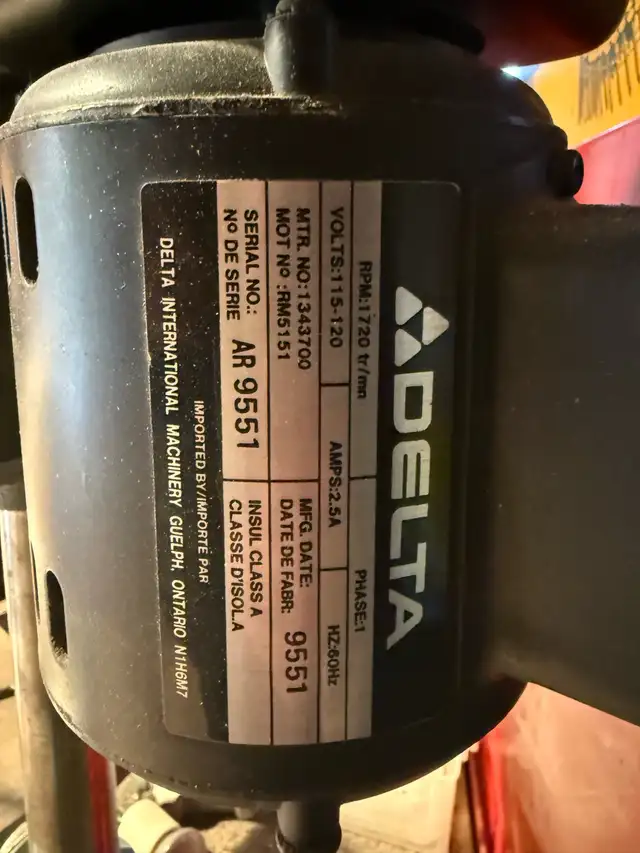 DELTA
RPM:1720 tr/mn PHASE:1
VOLTS:115-120 AMPS:2.5A HZ:60Hz
MTR. NO:1343700 MFG. DATE:
MOT Nº :RM5151 DATE DE FABR: 9551
SERIAL NO.: AR 9551 INSUL CLASS A
Nº DE SERIE CLASSE D'ISOL.A
IMPORTED BY/IMPORTE PAR
DELTA INTERNATIONAL MACHINERY GUELPH, ONTARIO N1H6M7